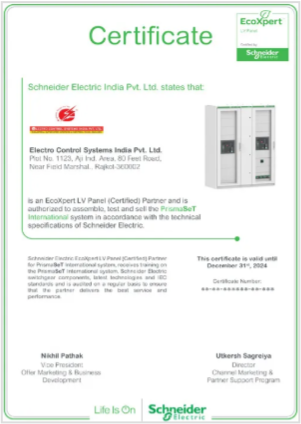 EcoXpert
LV Panel
Schneider
Electric
Certificate
Schneider Electric India Pvt. Ltd. states that:
Electro Control Systems India Pvt. Ltd.
Plot No. 1123, Aji Ind. Area, 80 Feet Road,
Near Field Marshal., Rajkot-360002
is an EcoXpert LV Panel (Certified) Partner and is
authorized to assemble, test and sell the PrismaSeT
International system in accordance with the technical
specifications of Schneider Electric.
Schneider Electric EcoXpert LV Panel (Certified) Partner
for PrismaSeT International system, receives training on
the PrismaSeT International system, Schneider Electric
switchgear components, latest technologies and IEC
standards and is audited on a regular basis to ensure
that the partner delivers the best service and
performance.
This certificate is valid until
December 31st, 2024
Certificate Number:
Nikhil Pathak
Vice President
Offer Marketing & Business
Development
Utkersh Sagreiya
Director
Channel Marketing &
Partner Support Program
Life Is On
Schneider
Electric